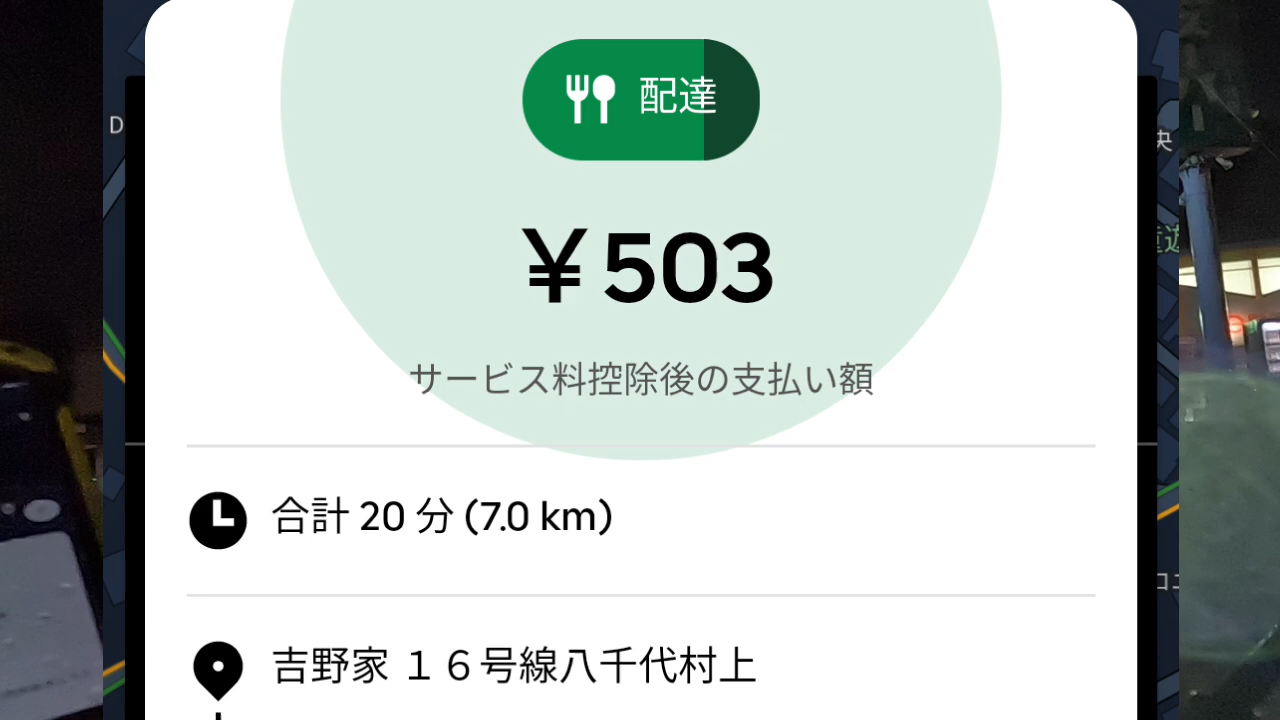 配達
￥503
サービス料控除後の支払い額
合計 20 分 (7.0 km)
吉野家 １６号線八千代村上
D
央